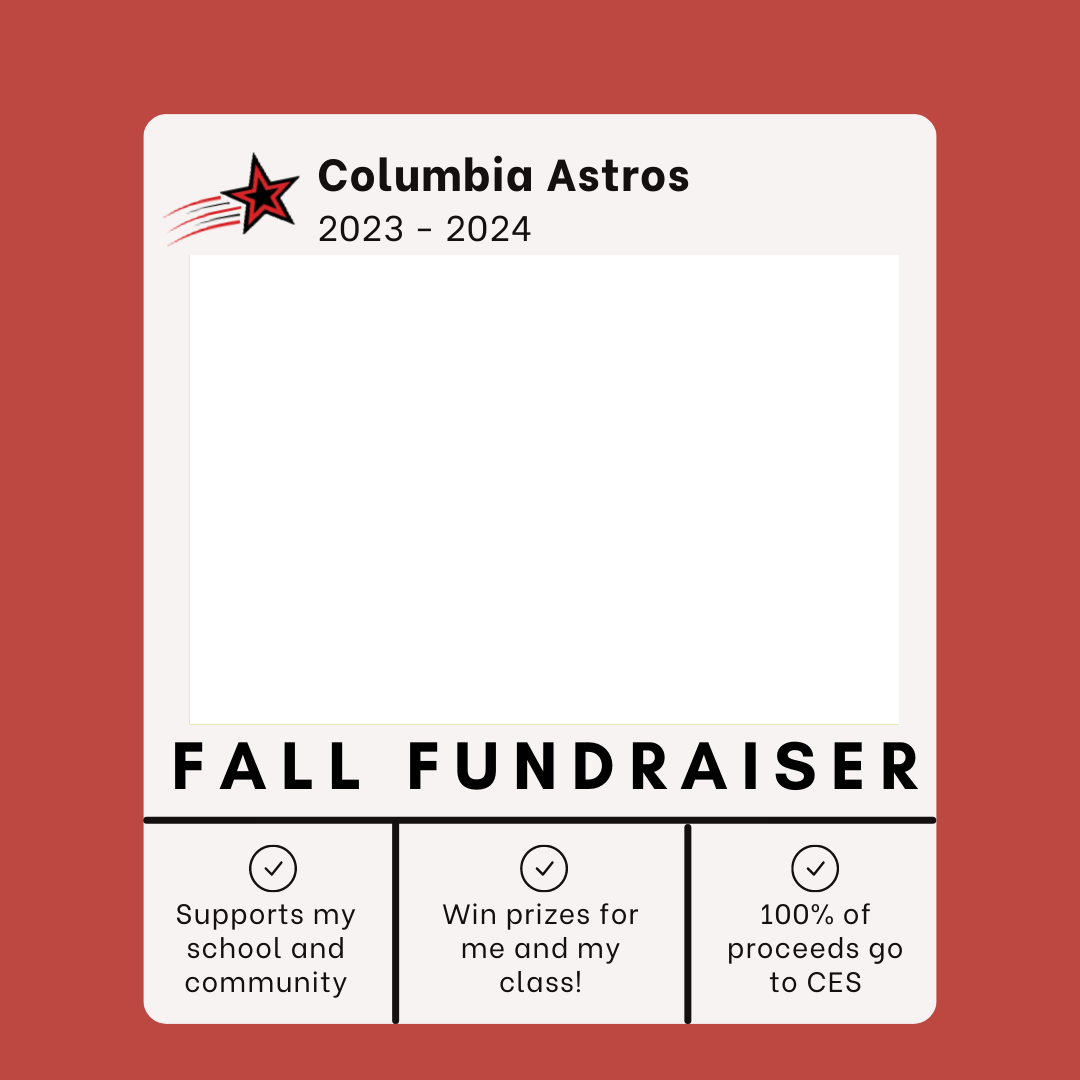 Columbia Astros
2023 - 2024
FALL FUNDRAISER
Supports my
school and
community
Win prizes for
me and my
class!
100% of
proceeds go
to CES